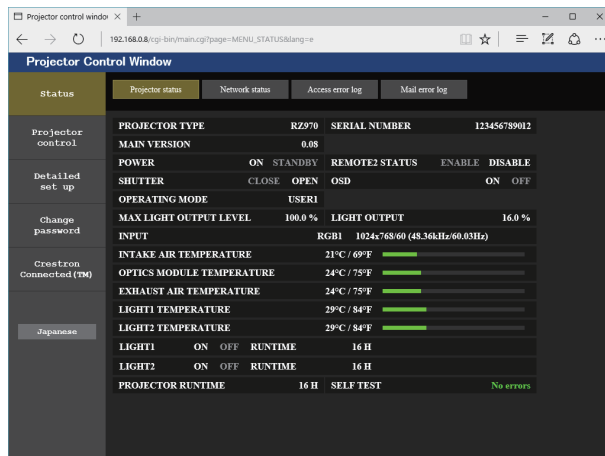 Projector control windo
192.168.0.8/cgi-bin/main.cgi?page=MENU_STATUS&lang=e
Projector Control Window
Status
Projector status Network status Access error log Mail error log
Projector control
Detailed set up
Change password
Crestron Connected(TM)
Japanese
PROJECTOR TYPE RZ970 SERIAL NUMBER 123456789012
MAIN VERSION 0.08
POWER ON STANDBY REMOTE2 STATUS ENABLE DISABLE
SHUTTER CLOSE OPEN OSD ON OFF
OPERATING MODE USER1
MAX LIGHT OUTPUT LEVEL 100.0 % LIGHT OUTPUT 16.0 %
INPUT RGB1 1024x768/60 (48.36kHz/60.03Hz)
INTAKE AIR TEMPERATURE 21°C / 69°F
OPTICS MODULE TEMPERATURE 24°C / 75°F
EXHAUST AIR TEMPERATURE 24°C / 75°F
LIGHT1 TEMPERATURE 29°C / 84°F
LIGHT2 TEMPERATURE 29°C / 84°F
LIGHT1 ON OFF RUNTIME 16 H
LIGHT2 ON OFF RUNTIME 16 H
PROJECTOR RUNTIME 16 H SELF TEST No errors